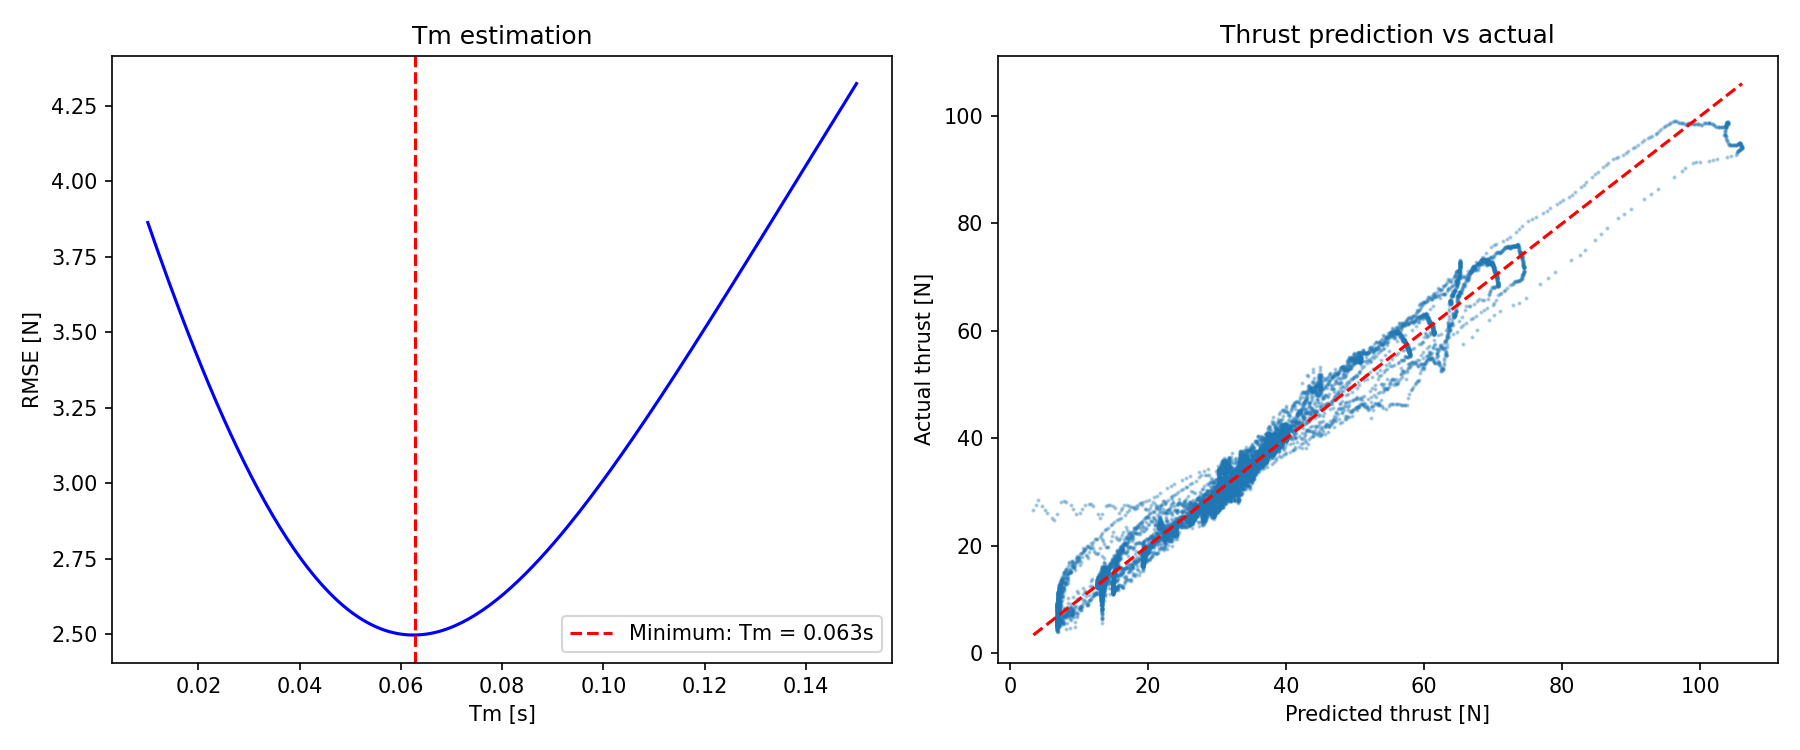 Tm estimation
RMSE [N]
4.25
4.00
3.75
3.50
3.25
3.00
2.75
2.50
Minimum: Tm = 0.063s
0.02 0.04 0.06 0.08 0.10 0.12 0.14
Tm [s]
Thrust prediction vs actual
Actual thrust [N]
100
80
60
40
20
0
0 20 40 60 80 100
Predicted thrust [N]